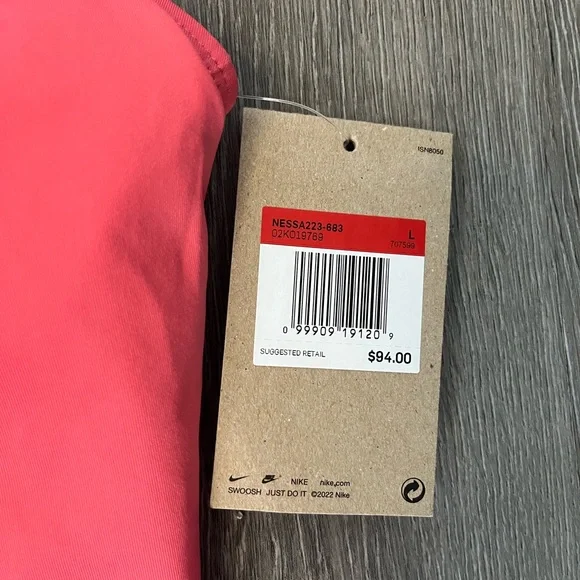 ISN8050
NESSA223-683
02KO19769 L
707599
0 99909 19120 9
SUGGESTED RETAIL $94.00
NIKE nike.com
SWOOSH JUST DO IT ©2022 Nike